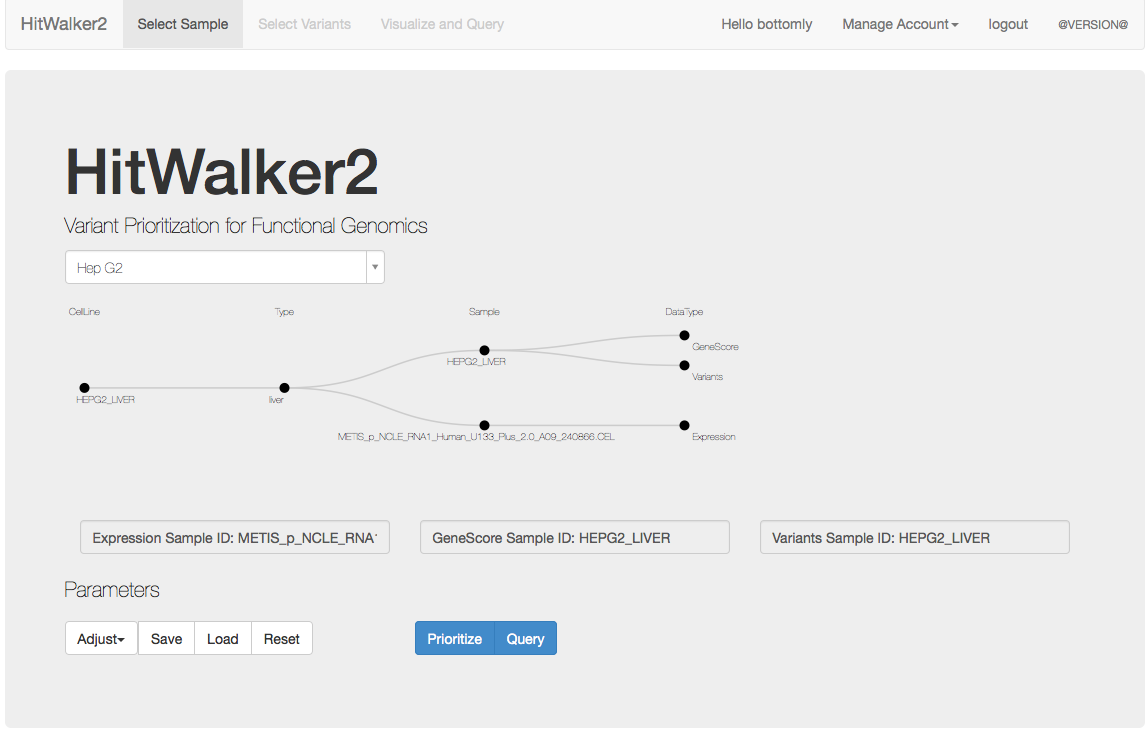 HitWalker2 Select Sample Select Variants Visualize and Query Hello bottomly Manage Account logout @VERSION@
HitWalker2
Variant Prioritization for Functional Genomics
Hep G2
CellLine Type Sample DataType
GeneScore
HEPG2_LIVER
Variants
HEPG2_LIVER liver
METIS_p_NCLE_RNA1_Human_U133_Plus_2.0_A09_240866.CEL Expression
Expression Sample ID: METIS_p_NCLE_RNA GeneScore Sample ID: HEPG2_LIVER Variants Sample ID: HEPG2_LIVER
Parameters
Adjust Save Load Reset Prioritize Query